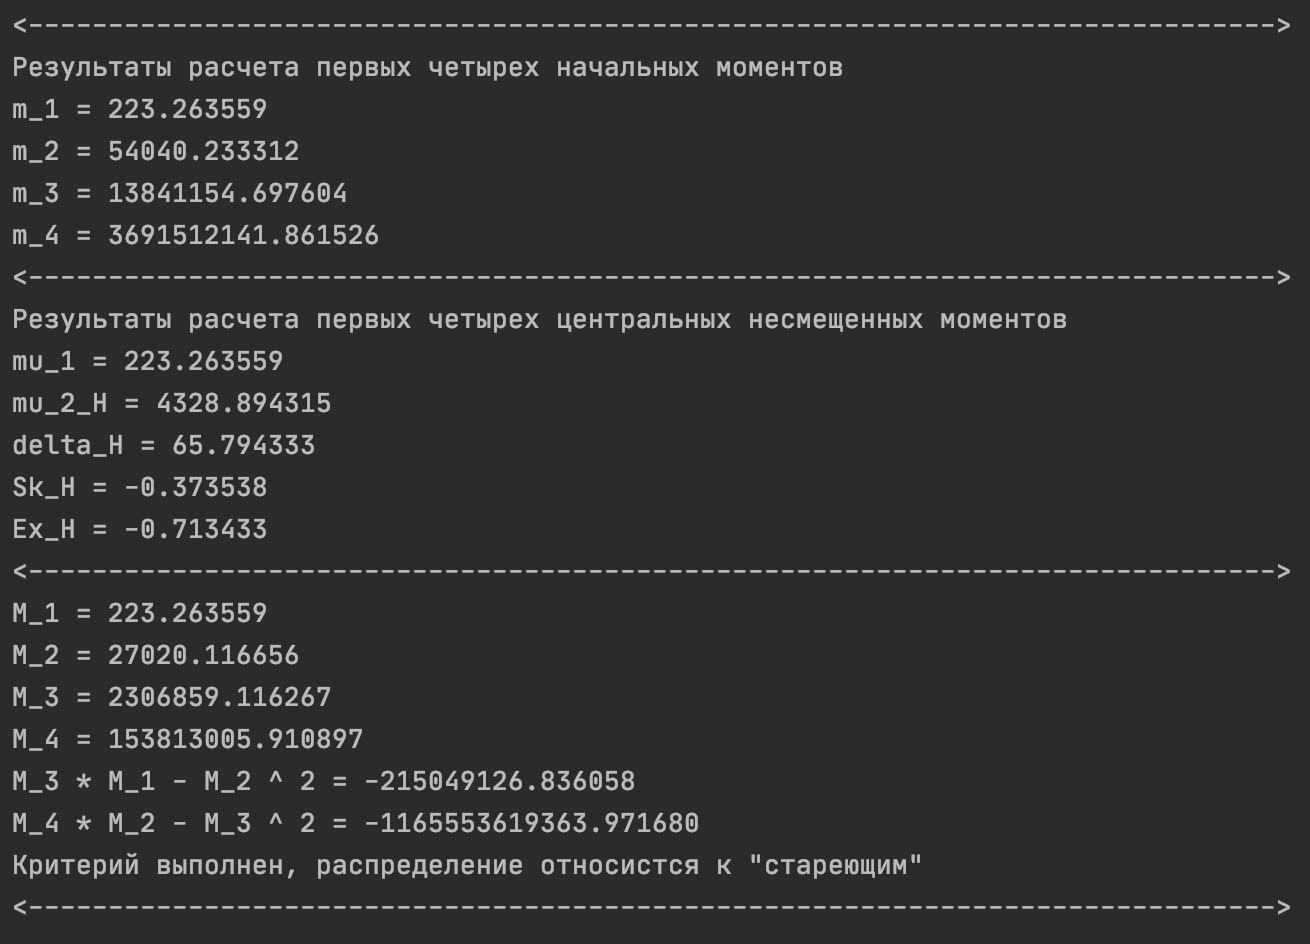 <------------------------------------------------------------------------------>
Результаты расчета первых четырех начальных моментов
m_1 = 223.263559
m_2 = 54040.233312
m_3 = 13841154.697604
m_4 = 3691512141.861526
<------------------------------------------------------------------------------>
Результаты расчета первых четырех центральных несмещенных моментов
mu_1 = 223.263559
mu_2_H = 4328.894315
delta_H = 65.794333
Sk_H = -0.373538
Ex_H = -0.713433
<------------------------------------------------------------------------------>
M_1 = 223.263559
M_2 = 27020.116656
M_3 = 2306859.116267
M_4 = 153813005.910897
M_3 * M_1 - M_2 ^ 2 = -215049126.836058
M_4 * M_2 - M_3 ^ 2 = -1165553619363.971680
Критерий выполнен, распределение относистся к "стареющим"
<------------------------------------------------------------------------------>